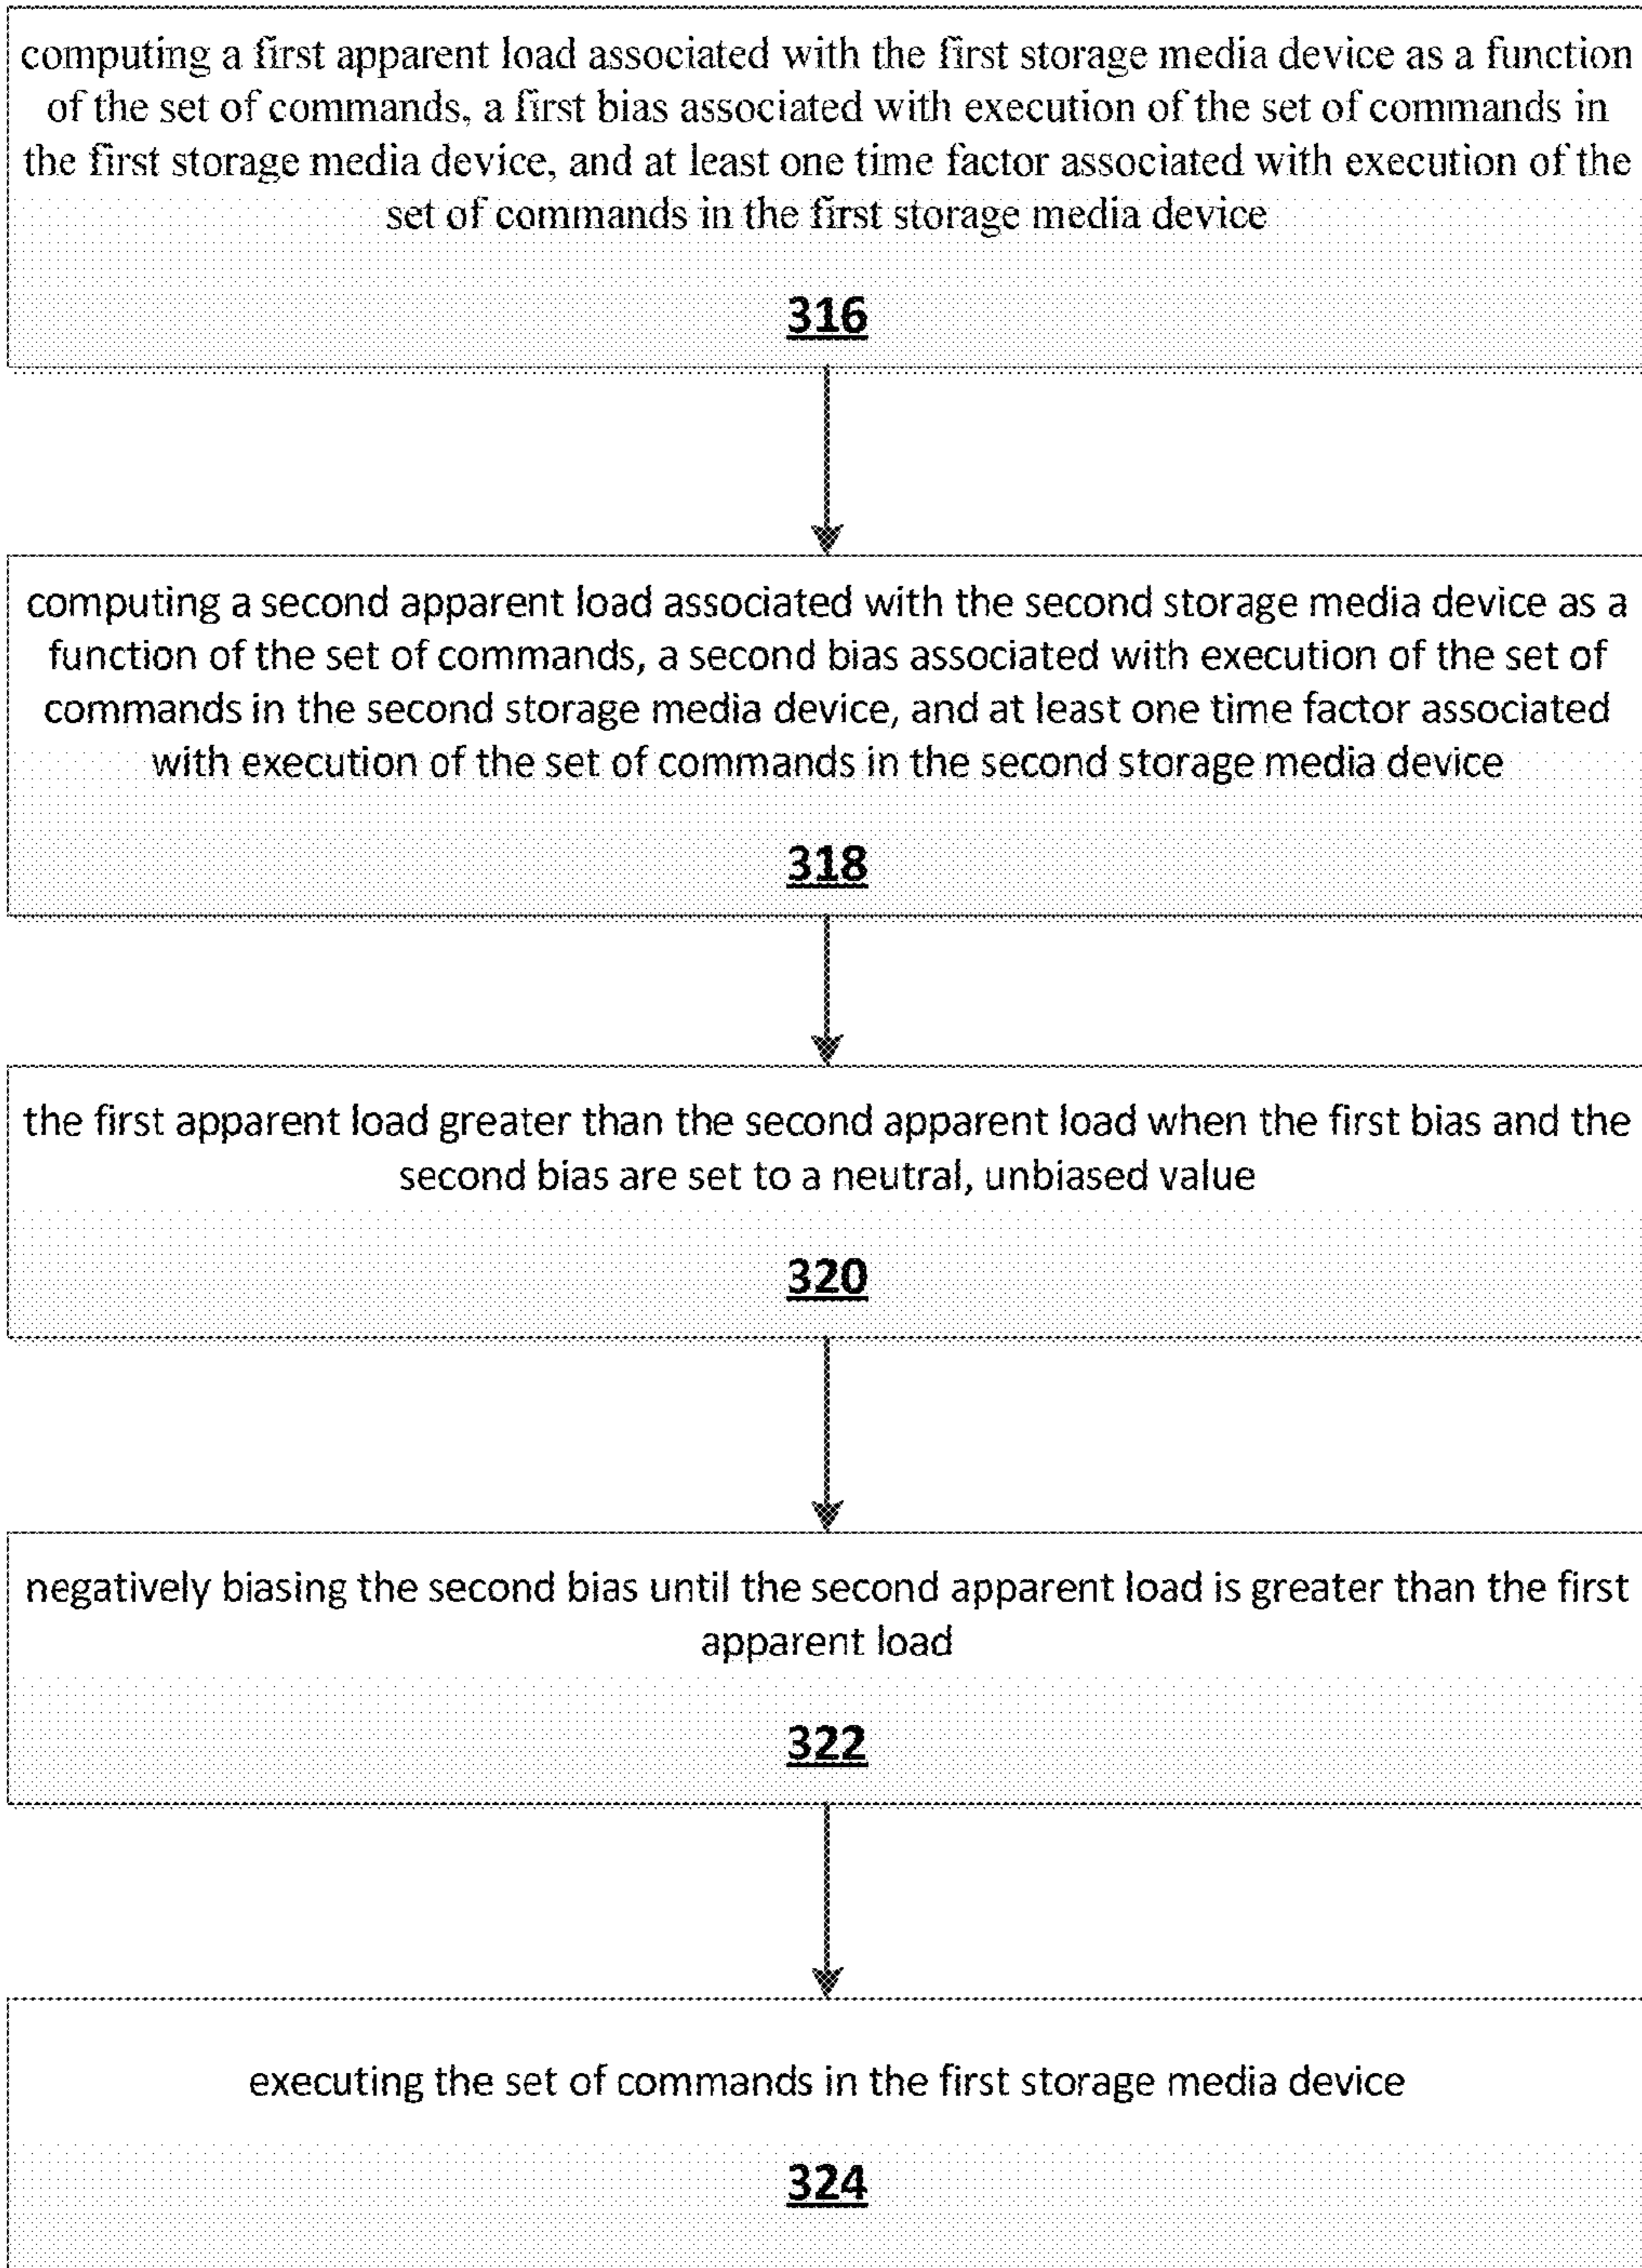 computing a first apparent load associated with the first storage media device as a function
of the set of commands, a first bias associated with execution of the set of commands in
the first storage media device, and at least one time factor associated with execution of the
set of commands in the first storage media device
316
computing a second apparent load associated with the second storage media device as a
function of the set of commands, a second bias associated with execution of the set of
commands in the second storage media device, and at least one time factor associated
with execution of the set of commands in the second storage media device
318
the first apparent load greater than the second apparent load when the first bias and the
second bias are set to a neutral, unbiased value
320
negatively biasing the second bias until the second apparent load is greater than the first
apparent load
322
executing the set of commands in the first storage media device
324